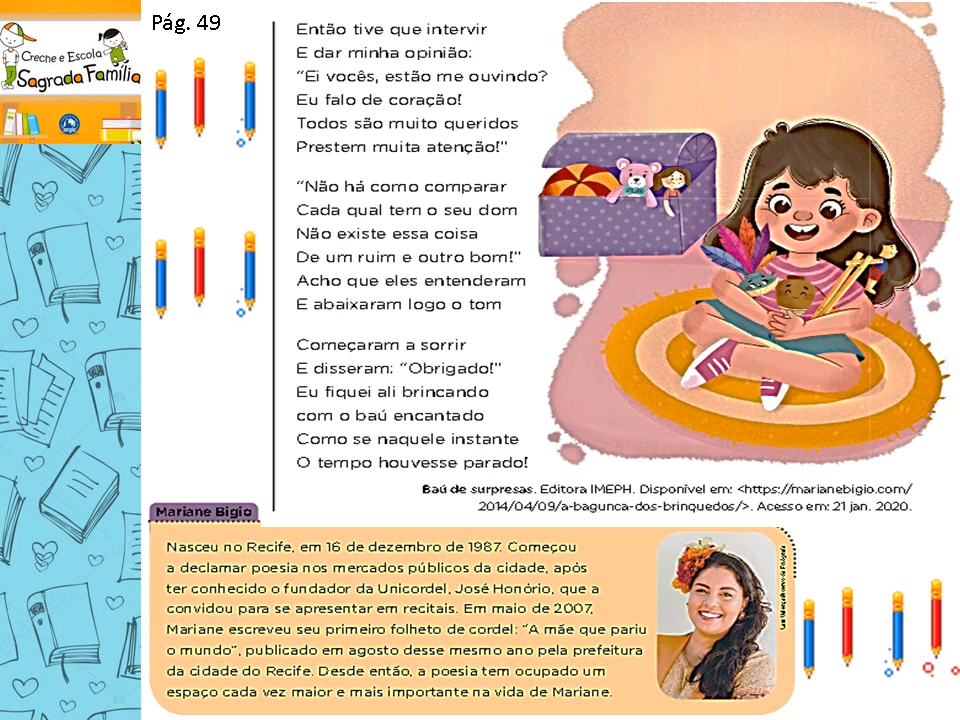 Pág. 49
Creche e Escola
Sagrada Família
anglo
Então tive que intervir
E dar minha opinião:
“Ei vocês, estão me ouvindo?
Eu falo de coração!
Todos são muito queridos
Prestem muita atenção!”
“Não há como comparar
Cada qual tem o seu dom
Não existe essa coisa
De um ruim e outro bom!”
Acho que eles entenderam
E abaixaram logo o tom
Começaram a sorrir
E disseram: “Obrigado!”
Eu fiquei ali brincando
com o baú encantado
Como se naquele instante
O tempo houvesse parado!
Baú de surpresas. Editora IMEPH. Disponível em: <https://marianebigio.com/
2014/04/09/a-bagunca-dos-brinquedos/>. Acesso em: 21 jan. 2020.
Mariane Bigio
Nasceu no Recife, em 16 de dezembro de 1987. Começou
a declamar poesia nos mercados públicos da cidade, após
ter conhecido o fundador da Unicordel, José Honório, que a
convidou para se apresentar em recitais. Em maio de 2007,
Mariane escreveu seu primeiro folheto de cordel: “A mãe que pariu
o mundo”, publicado em agosto desse mesmo ano pela prefeitura
da cidade do Recife. Desde então, a poesia tem ocupado um
espaço cada vez maior e mais importante na vida de Mariane.